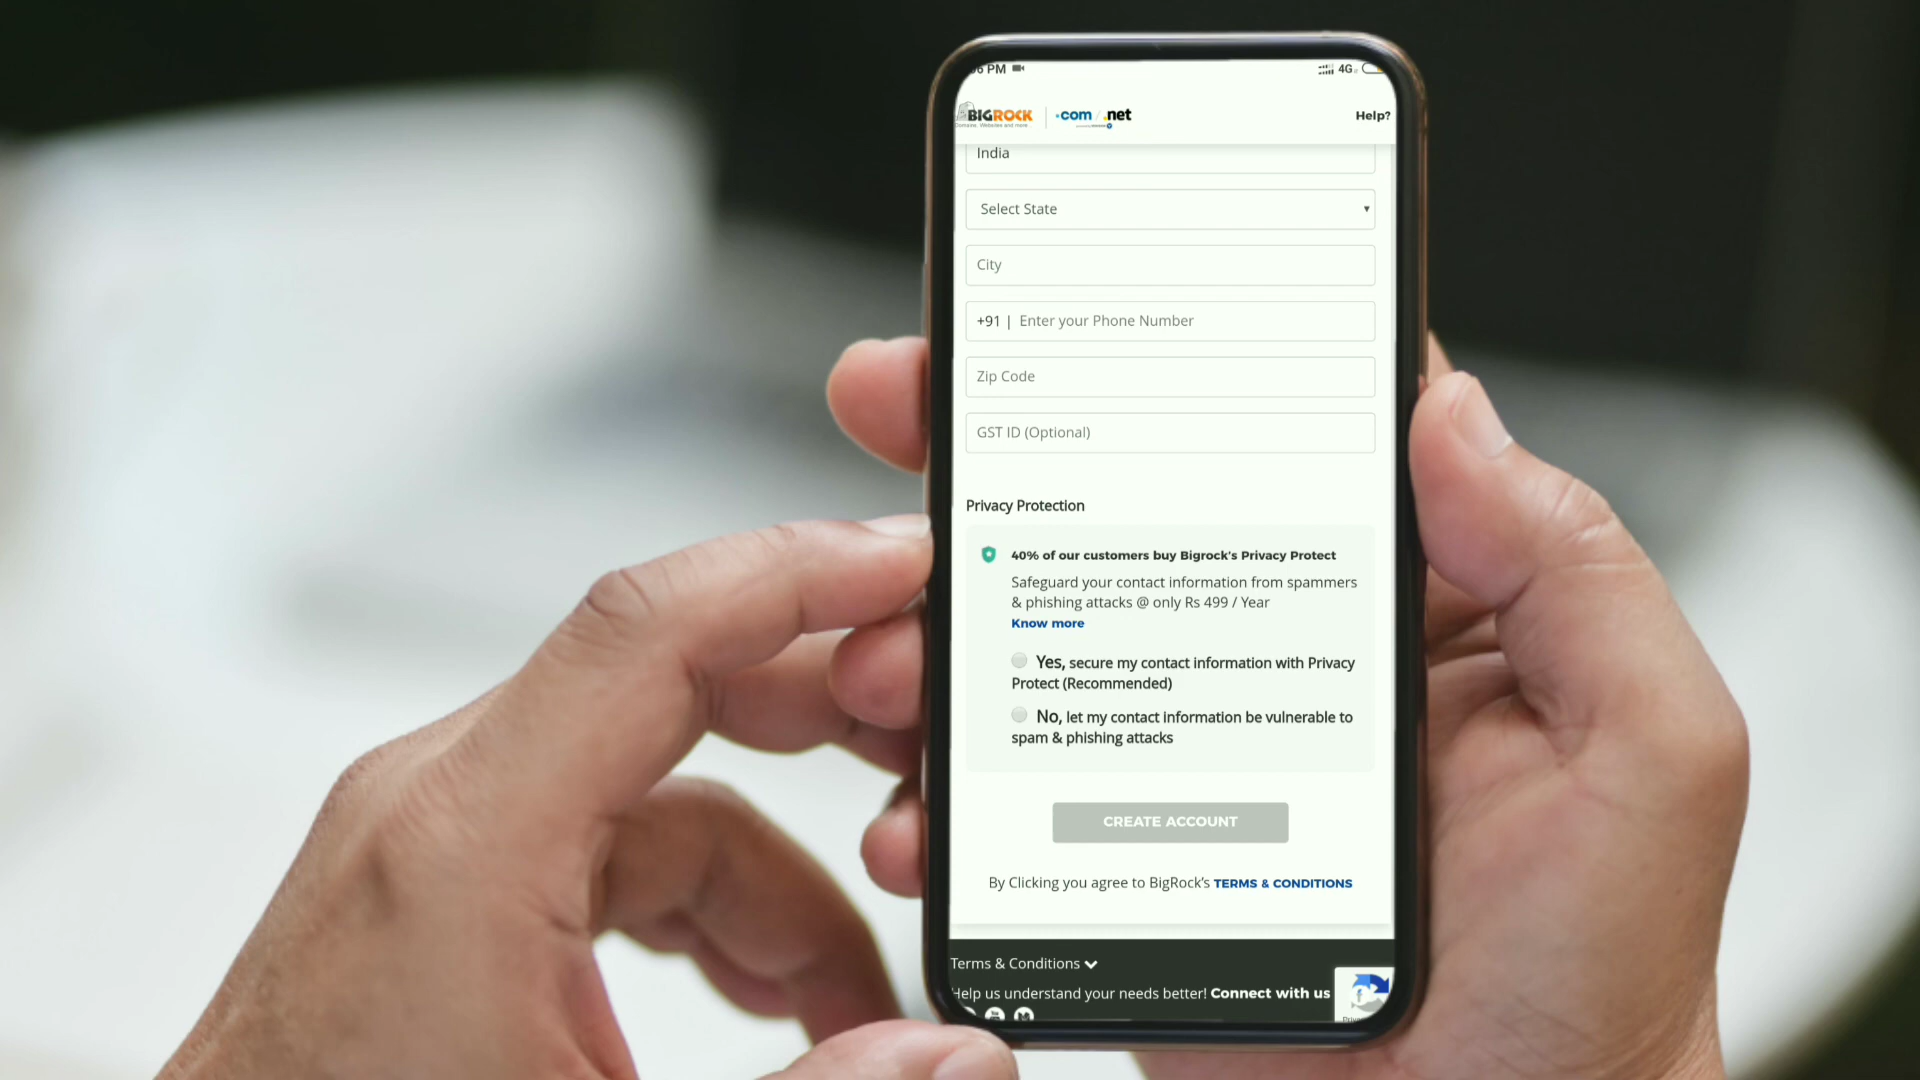 PM
4G
BIGROCK
.com / .net
Help?
India
Select State
City
+91 | Enter your Phone Number
Zip Code
GST ID (Optional)
Privacy Protection
40% of our customers buy Bigrock's Privacy Protect
Safeguard your contact information from spammers
& phishing attacks @ only Rs 499 / Year
Know more
Yes, secure my contact information with Privacy
Protect (Recommended)
No, let my contact information be vulnerable to
spam & phishing attacks
CREATE ACCOUNT
By Clicking you agree to BigRock's TERMS & CONDITIONS
Terms & Conditions
Help us understand your needs better! Connect with us